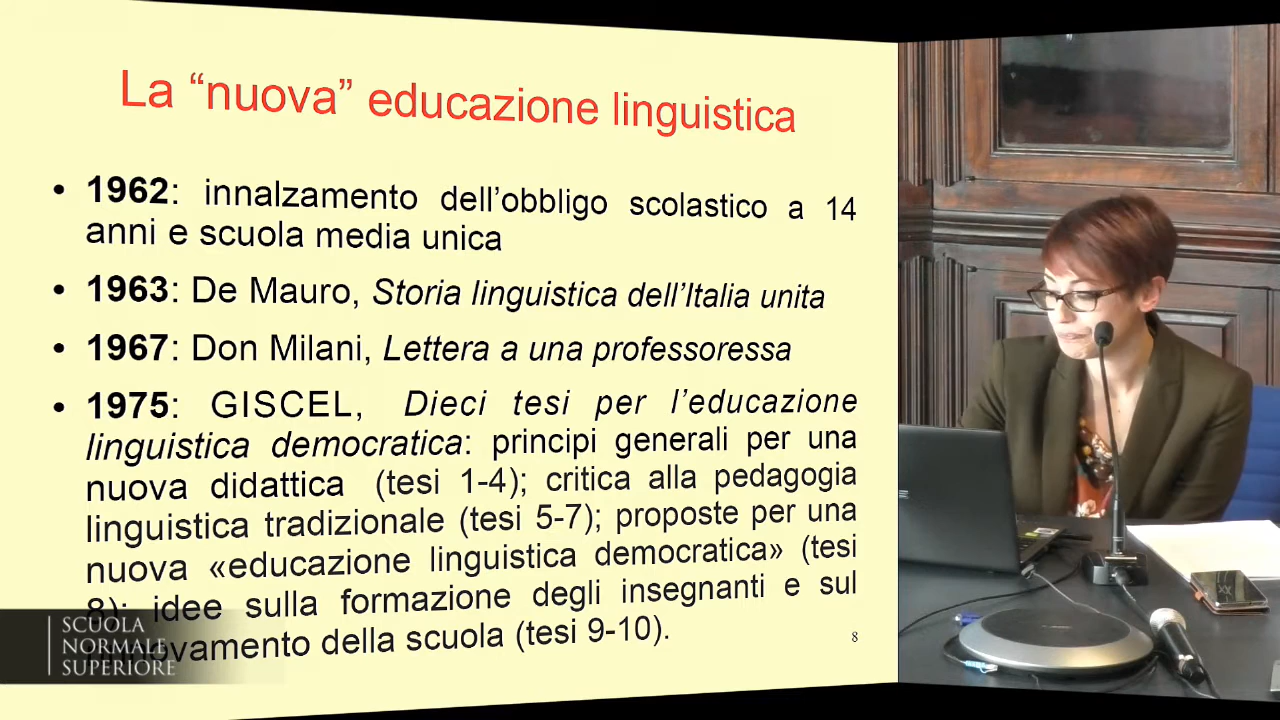 La “nuova” educazione linguistica
• 1962: innalzamento dell’obbligo scolastico a 14
anni e scuola media unica
• 1963: De Mauro, Storia linguistica dell’Italia unita
• 1967: Don Milani, Lettera a una professoressa
• 1975: GISCEL, Dieci tesi per l’educazione
linguistica democratica: principi generali per una
nuova didattica (tesi 1-4); critica alla pedagogia
linguistica tradizionale (tesi 5-7); proposte per una
nuova «educazione linguistica democratica» (tesi
8); idee sulla formazione degli insegnanti e sul
della scuola (tesi 9-10).
8
SCUOLA
NORMALE
SUPERIORE